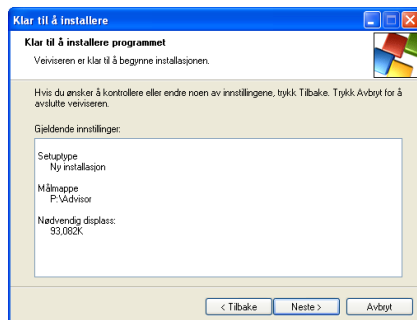 Klar til å installere
Klar til å installere programmet
Veiviseren er klar til å begynne installasjonen.
Hvis du ønsker å kontrollere eller endre noen av innstillingene, trykk Tilbake. Trykk Avbryt for å
avslutte veiviseren.
Gjeldende innstillinger:
Setuptype
Ny installasjon
Målmappe
P:\Advisor
Nødvendig displass:
93,082K
< Tilbake
Neste >
Avbryt